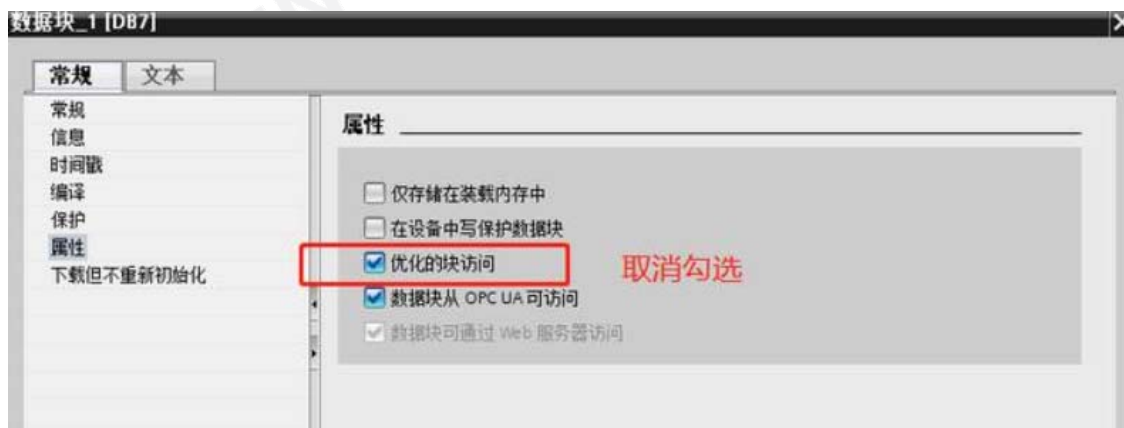 数据块_1 [DB7]
常规 文本
常规
信息
时间戳
编译
保护
属性
下载但不重新初始化
属性
仅存储在装载内存中
在设备中写保护数据块
优化的块访问
取消勾选
数据块从 OPC UA 可访问
数据块可通过 Web 服务器访问